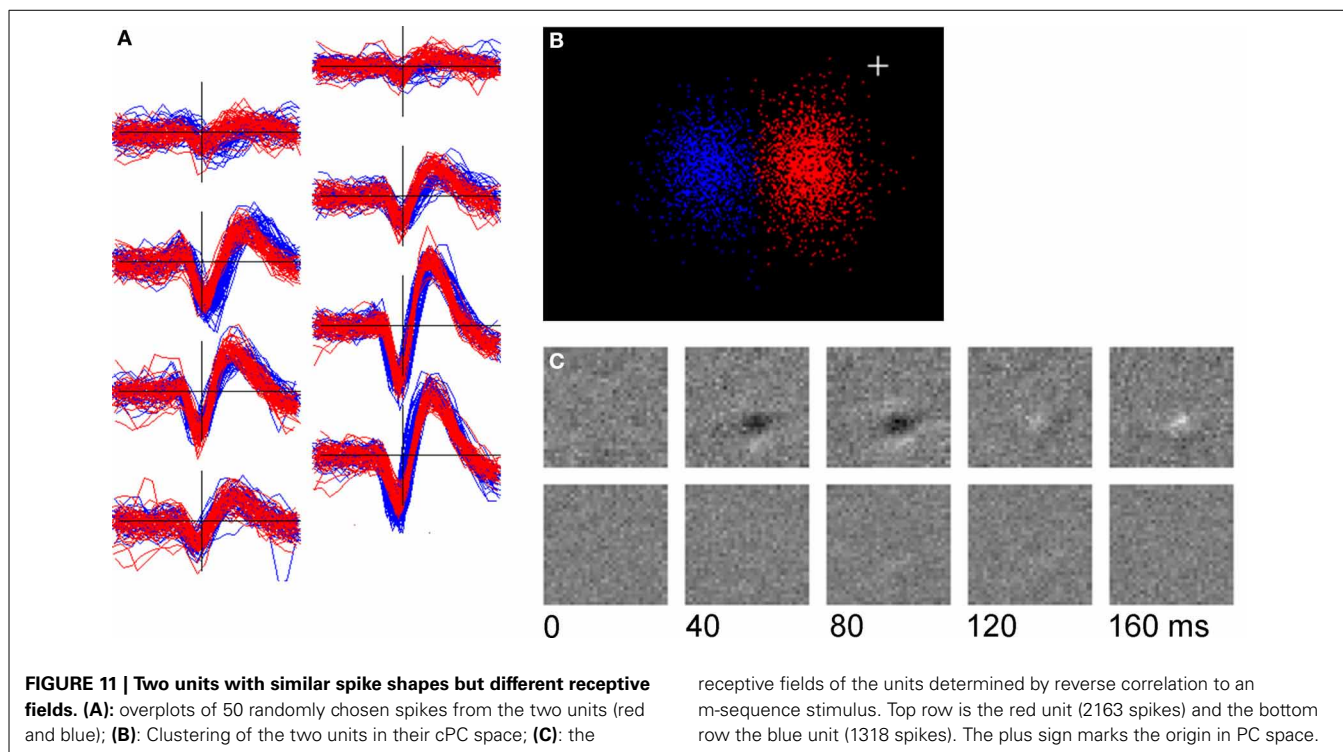 A
B
C
0 40 80 120 160 ms
FIGURE 11 | Two units with similar spike shapes but different receptive
fields. (A): overplots of 50 randomly chosen spikes from the two units (red
and blue); (B): Clustering of the two units in their cPC space; (C): the
receptive fields of the units determined by reverse correlation to an
m-sequence stimulus. Top row is the red unit (2163 spikes) and the bottom
row the blue unit (1318 spikes). The plus sign marks the origin in PC space.